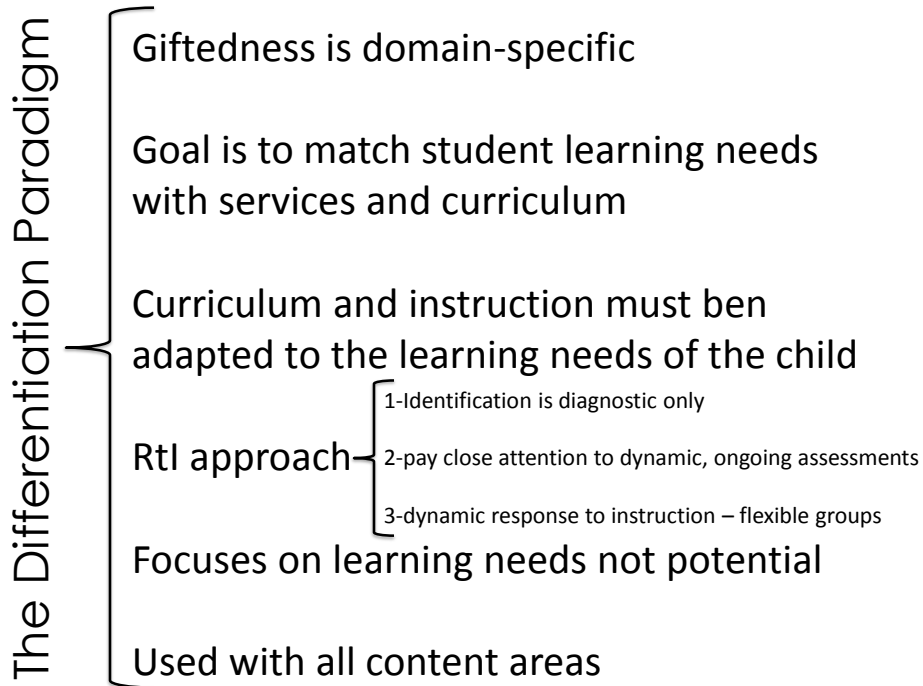 The Differentiation Paradigm
Giftedness is domain-specific
Goal is to match student learning needs
with services and curriculum
Curriculum and instruction must ben
adapted to the learning needs of the child
RtI approach
1-Identification is diagnostic only
2-pay close attention to dynamic, ongoing assessments
3-dynamic response to instruction – flexible groups
Focuses on learning needs not potential
Used with all content areas